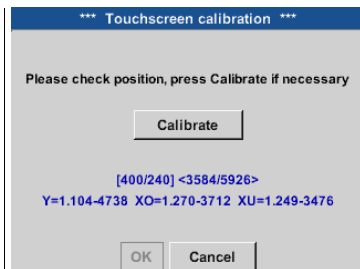 *** Touchscreen calibration ***
Please check position, press Calibrate if necessary
Calibrate
[400/240] <3584/5926>
Y=1.104-4738 XO=1.270-3712 XU=1.249-3476
OK Cancel